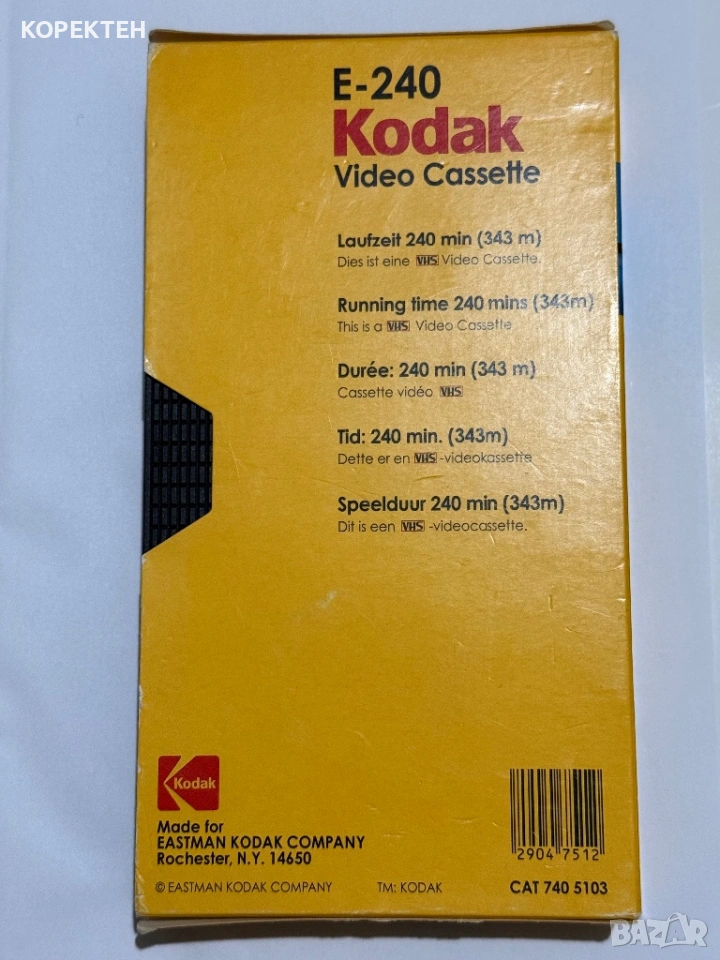 КОРЕКТЕН
E-240
Kodak
Video Cassette
Laufzeit 240 min (343 m)
Dies ist eine VHS Video Cassette.
Running time 240 mins (343m)
This is a VHS Video Cassette
Durée: 240 min (343 m)
Cassette vidéo VHS
Tid: 240 min. (343m)
Dette er en VHS -videokassette
Speelduur 240 min (343m)
Dit is een VHS -videocassette.
Kodak
Made for
EASTMAN KODAK COMPANY
Rochester, N.Y. 14650
2904 7512
© EASTMAN KODAK COMPANY TM: KODAK CAT 740 5103
BAZAR